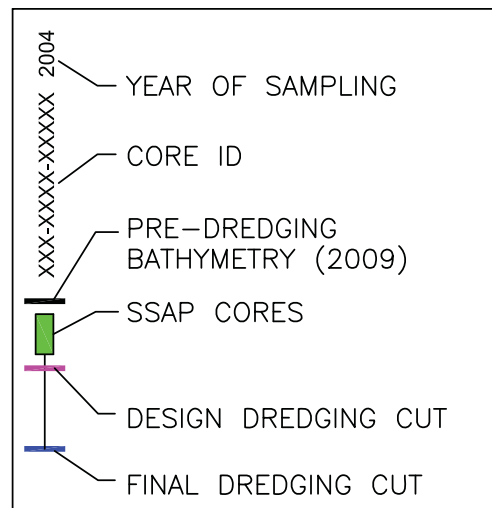 XXX-XXXX-XXXXX 2004
YEAR OF SAMPLING
CORE ID
PRE-DREDGING
BATHYMETRY (2009)
SSAP CORES
DESIGN DREDGING CUT
FINAL DREDGING CUT